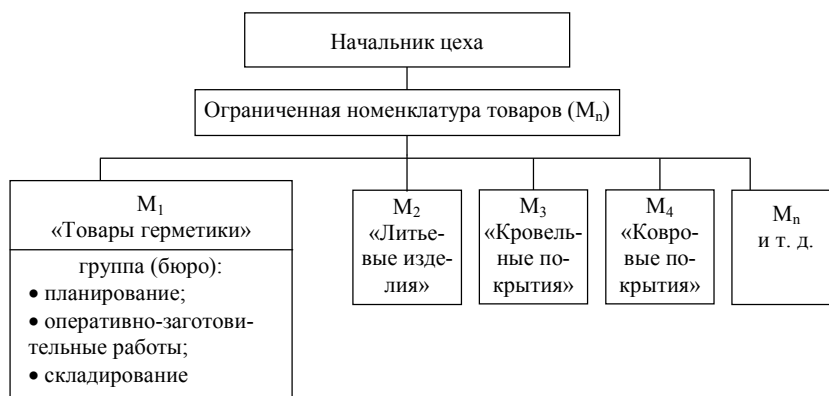 Начальник цеха
Ограниченная номенклатура товаров (Mn)
M1
«Товары герметики»
группа (бюро):
• планирование;
• оперативно-заготови-
тельные работы;
• складирование
M2
«Литье-
вые изде-
лия»
M3
«Кровель-
ные по-
крытия»
M4
«Ковро-
вые по-
крытия»
Mn
и т. д.